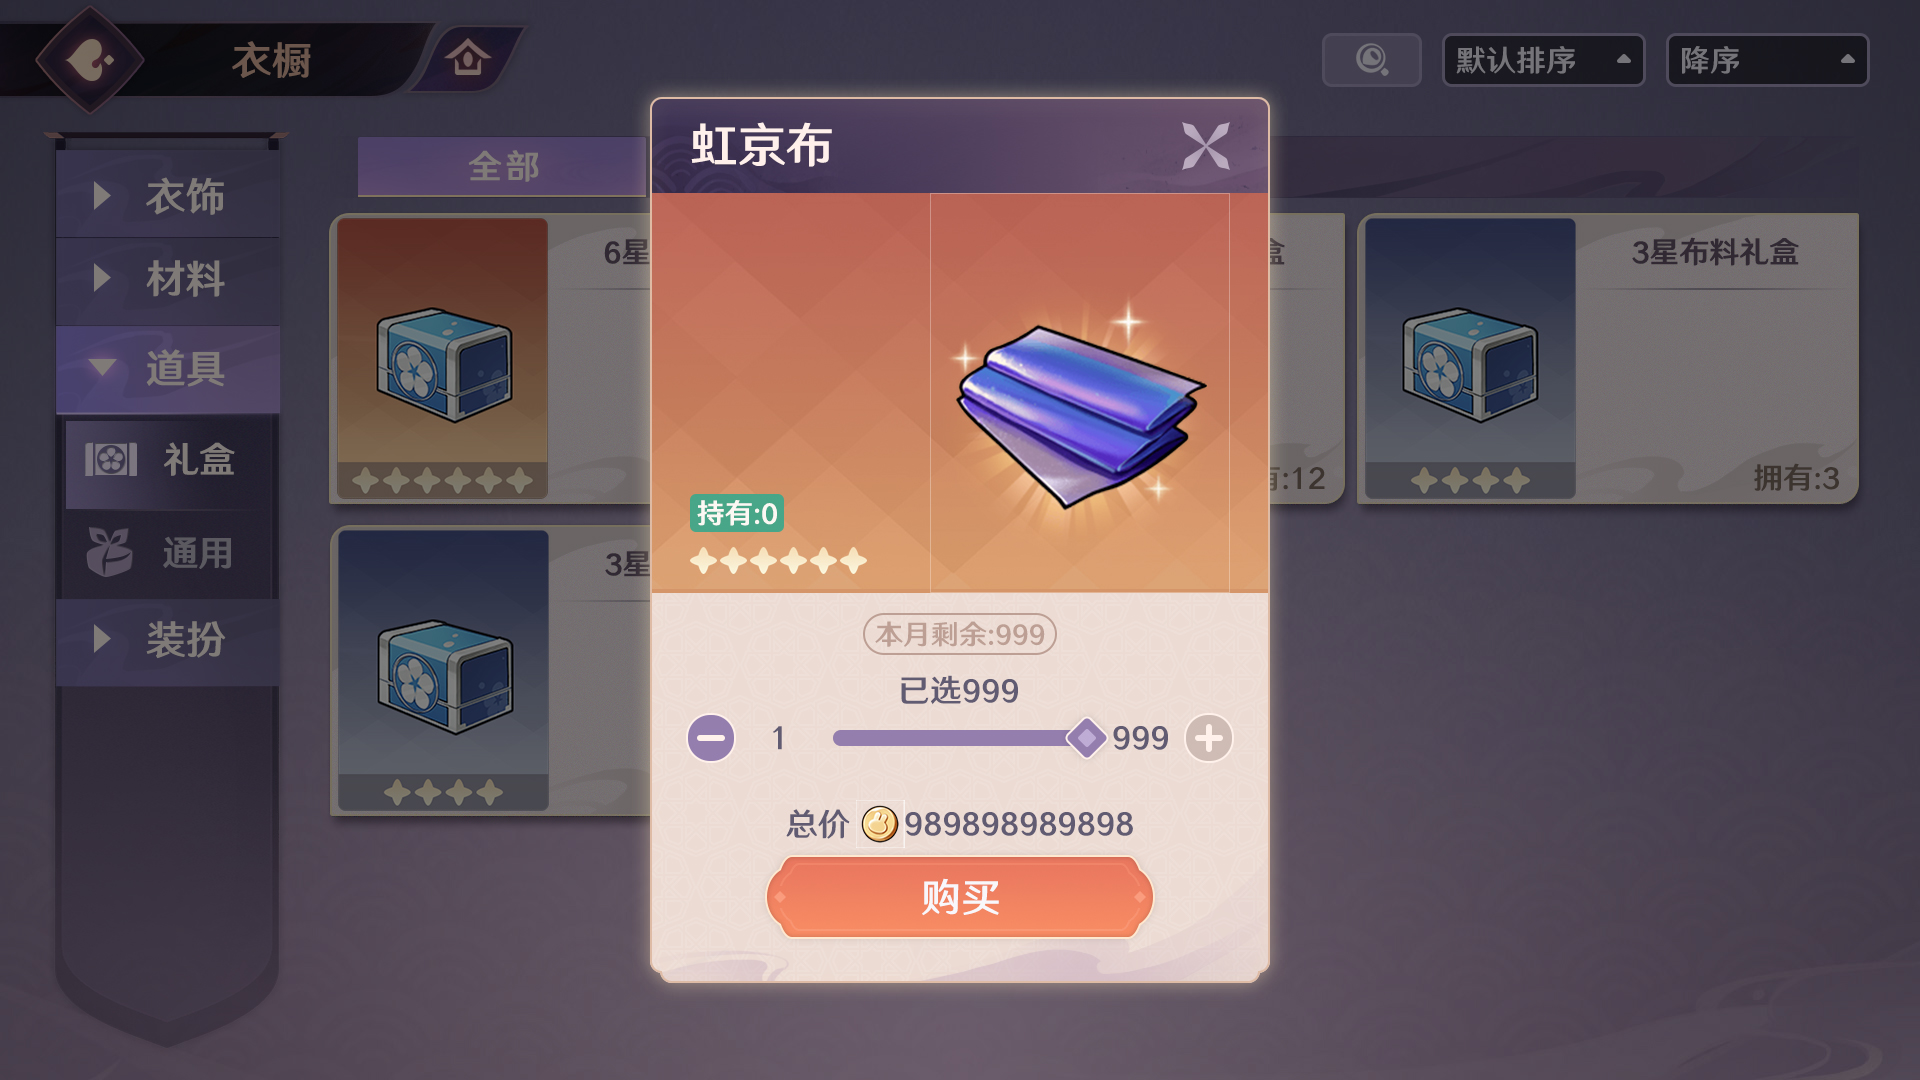 衣橱
默认排序
降序
衣饰
材料
道具
礼盒
通用
装扮
全部
6星
盒
有:12
3星布料礼盒
拥有:3
3星
虹京布
持有:0
本月剩余:999
已选999
1
999
总价 989898989898
购买